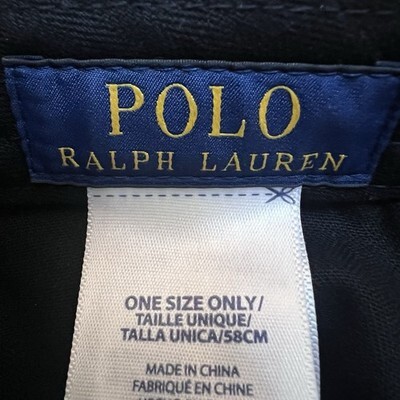 POLO
RALPH LAUREN
ONE SIZE ONLY/
TAILLE UNIQUE/
TALLA UNICA/58CM
MADE IN CHINA
FABRIQUÉ EN CHINE